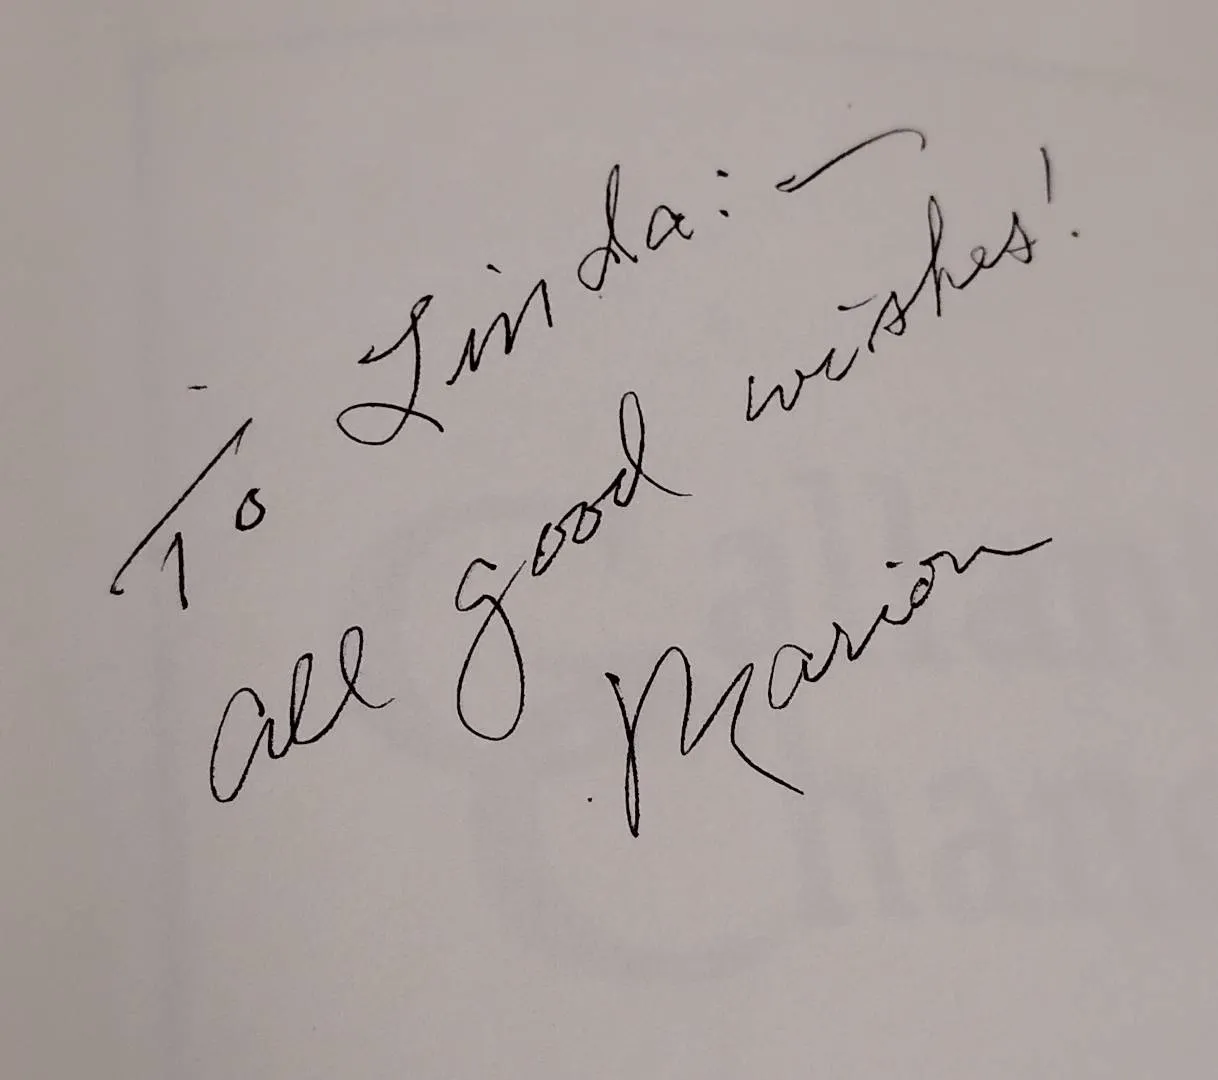 To Linda: —
all good wishes!
Marion